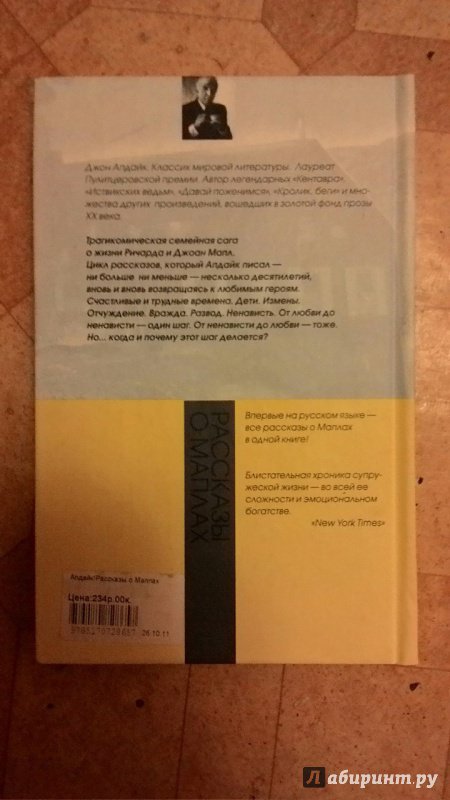 Джон Апдайк. Классик мировой литературы. Лауреат
Пулитцеровской премии. Автор легендарных «Кентавра»,
«Иствикских ведьм», «Давай поженимся», «Кролик, беги» и мно-
жества других произведений, вошедших в золотой фонд прозы
XX века.
Трагикомическая семейная сага
о жизни Ричарда и Джоан Мапл.
Цикл рассказов, который Апдайк писал —
ни больше ни меньше — несколько десятилетий,
вновь и вновь возвращаясь к любимым героям.
Счастливые и трудные времена. Дети. Измены.
Отчуждение. Вражда. Развод. Ненависть. От любви до
ненависти — один шаг. От ненависти до любви — тоже.
Но... когда и почему этот шаг делается?
РАССКАЗЫ
О МАПЛАХ
Впервые на русском языке —
все рассказы о Маплах
в одной книге!
Блистательная хроника супру-
жеской жизни — во всей ее
сложности и эмоциональном
богатстве.
«New York Times»
Апдайк!Рассказы о Маплах
Цена:234р.00к.
26 10 11
Лабиринт.ру